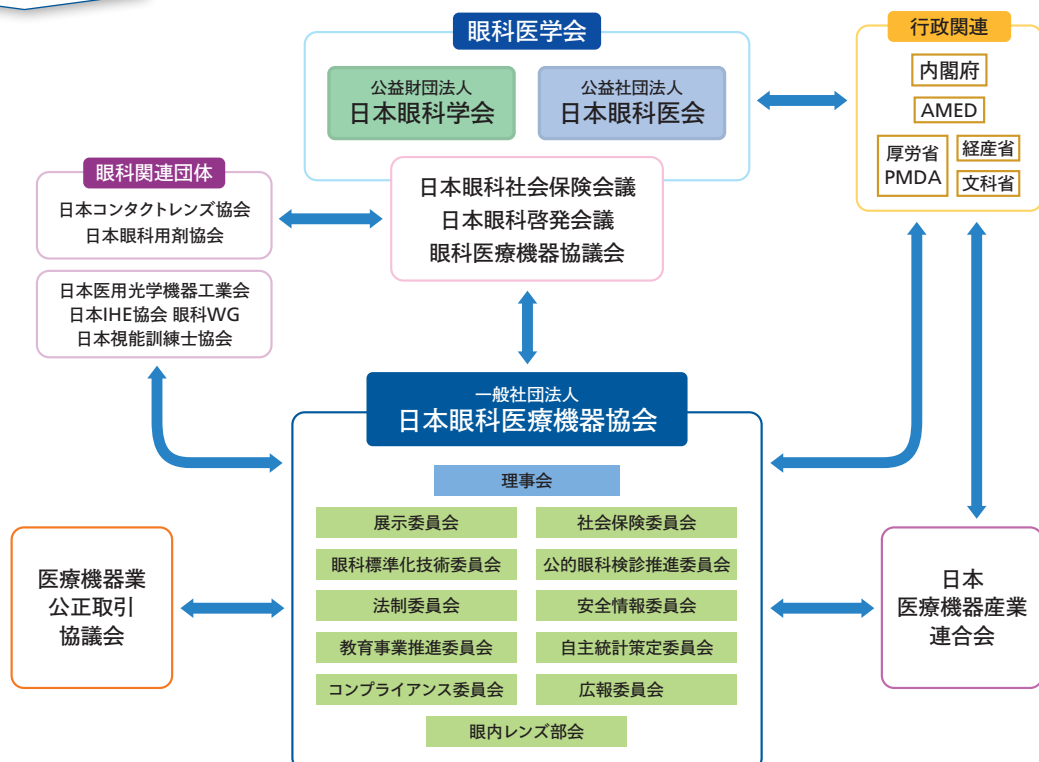 眼科医学会
公益財団法人
日本眼科学会
公益社団法人
日本眼科医会
行政関連
内閣府
AMED
厚労省
PMDA
経産省
文科省
眼科関連団体
日本コンタクトレンズ協会
日本眼科用剤協会
日本医用光学機器工業会
日本IHE協会 眼科WG
日本視能訓練士協会
日本眼科社会保険会議
日本眼科啓発会議
眼科医療機器協議会
一般社団法人
日本眼科医療機器協会
理事会
展示委員会
社会保険委員会
眼科標準化技術委員会
公的眼科検診推進委員会
法制委員会
安全情報委員会
教育事業推進委員会
自主統計策定委員会
コンプライアンス委員会
広報委員会
眼内レンズ部会
医療機器業
公正取引
協議会
日本
医療機器産業
連合会